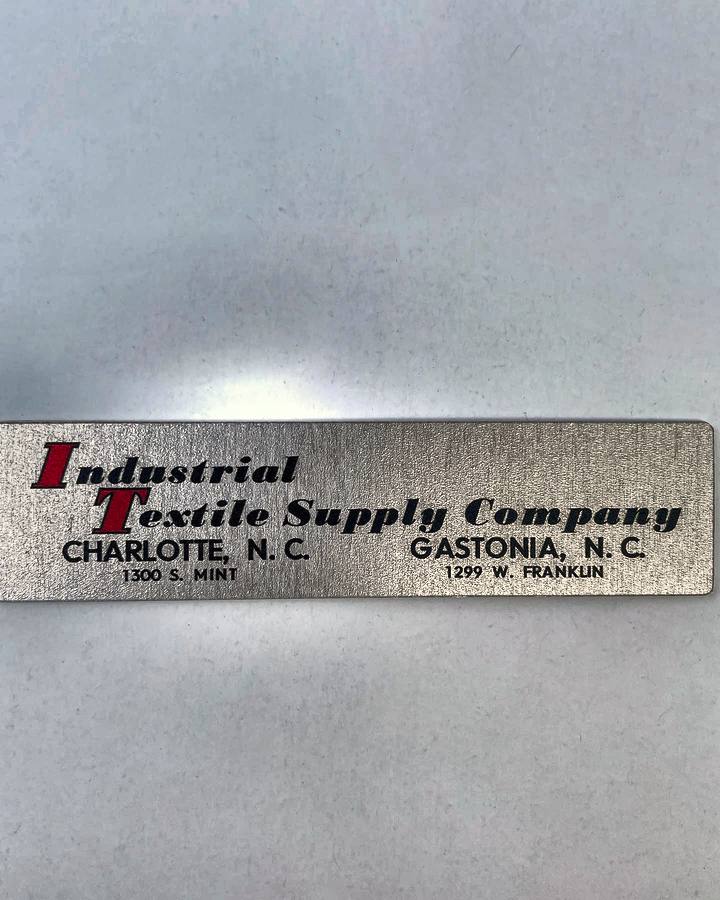 Industrial
Textile Supply Company
CHARLOTTE, N. C. GASTONIA, N. C.
1300 S. MINT 1299 W. FRANKLIN